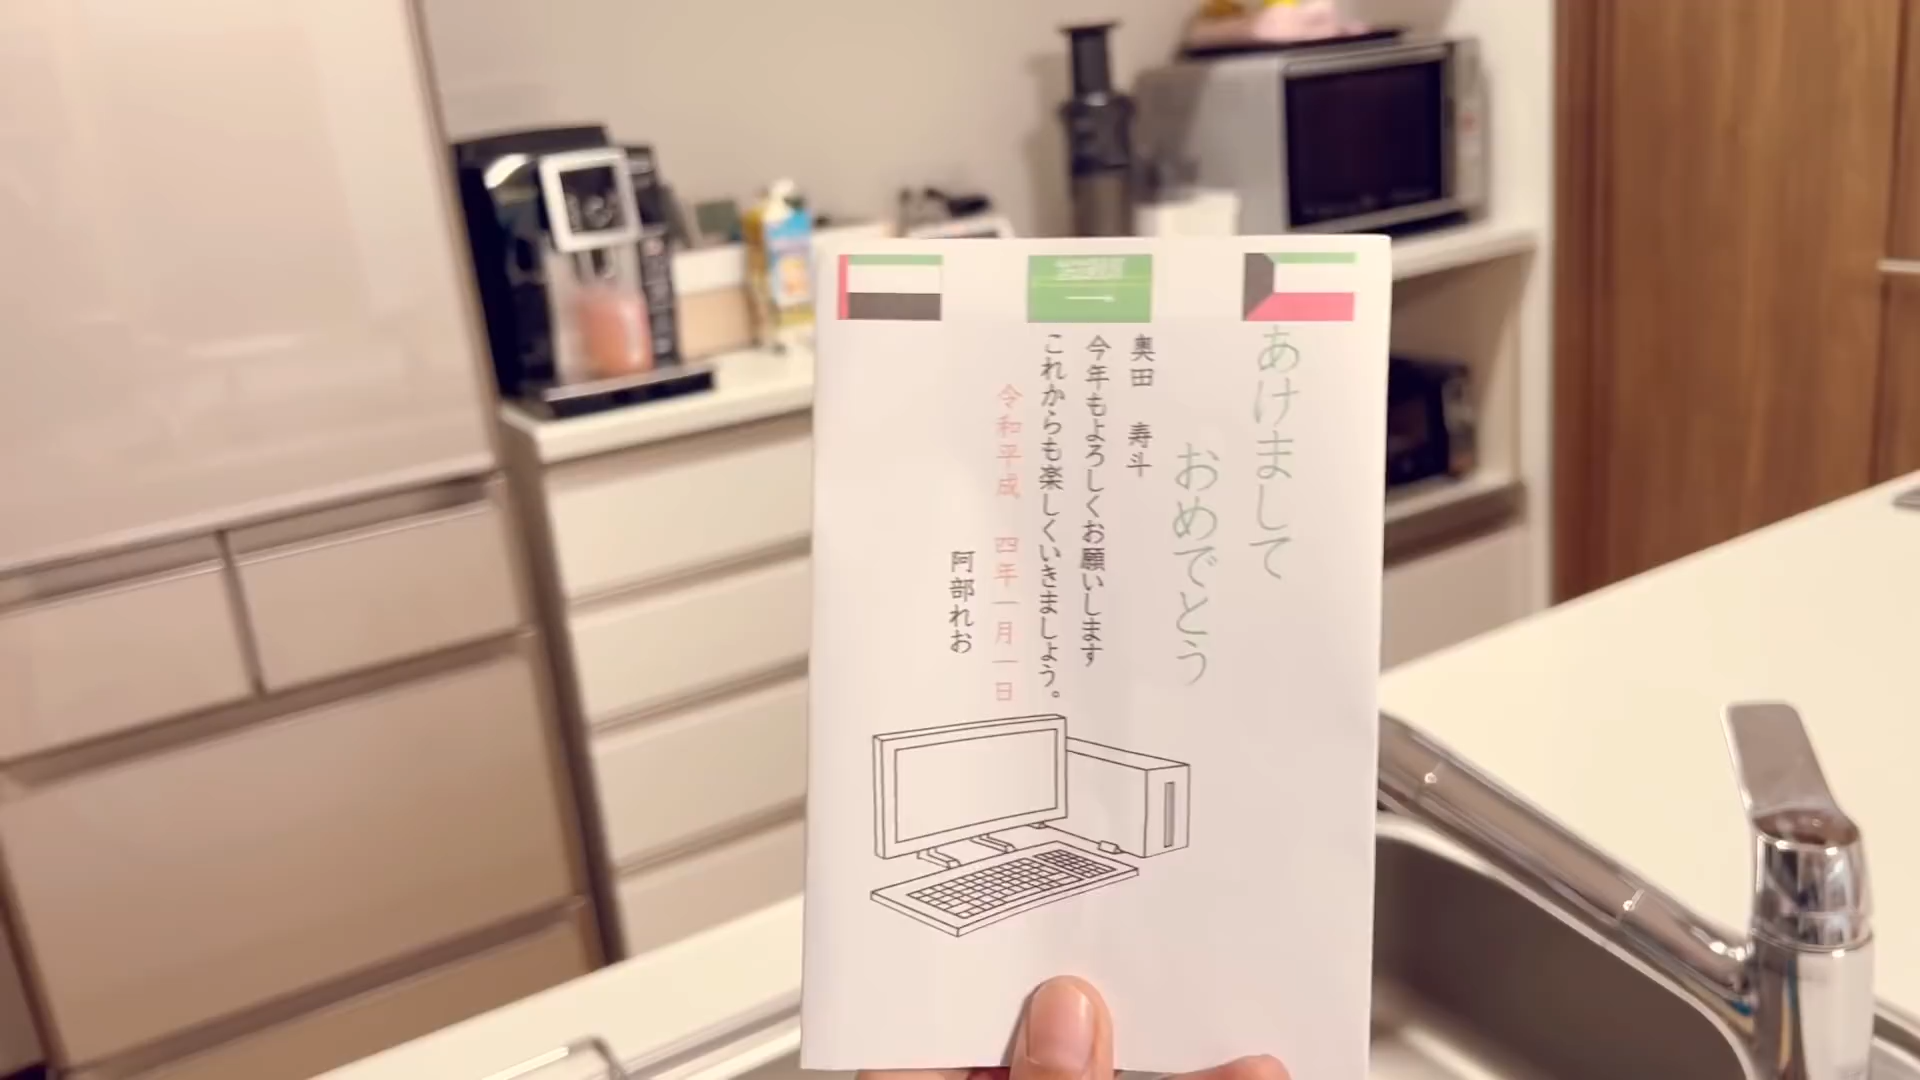 あけまして
おめでとう
奥田　寿斗
今年もよろしくお願いします
これからも楽しくいきましょう。
令和平成　四年一月一日
阿部れお